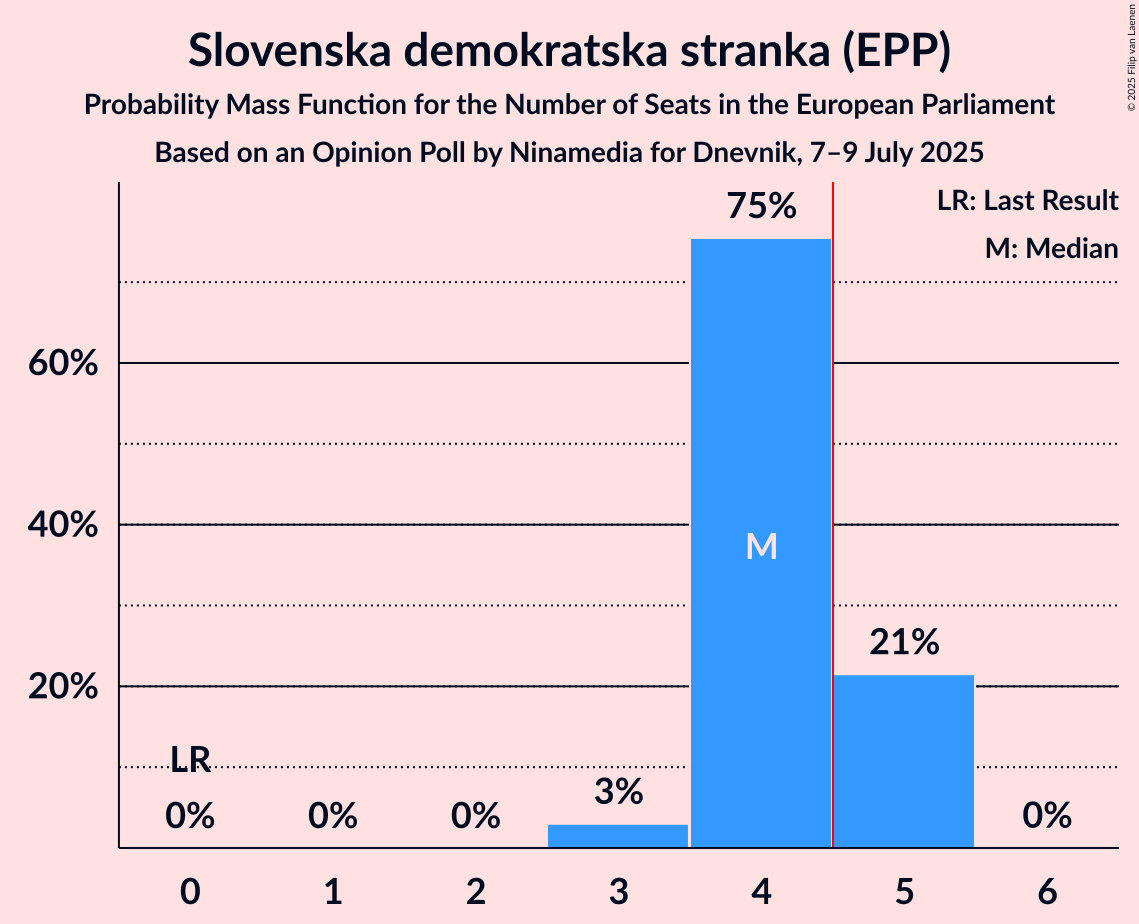 Slovenska demokratska stranka (EPP)
Probability Mass Function for the Number of Seats in the European Parliament
Based on an Opinion Poll by Ninamedia for Dnevnik, 7–9 July 2025
© 2025 Filip van Laenen
LR: Last Result
M: Median
75%
60%
40%
M
21%
20%
LR
3%
0% 0% 0% 0%
0 1 2 3 4 5 6